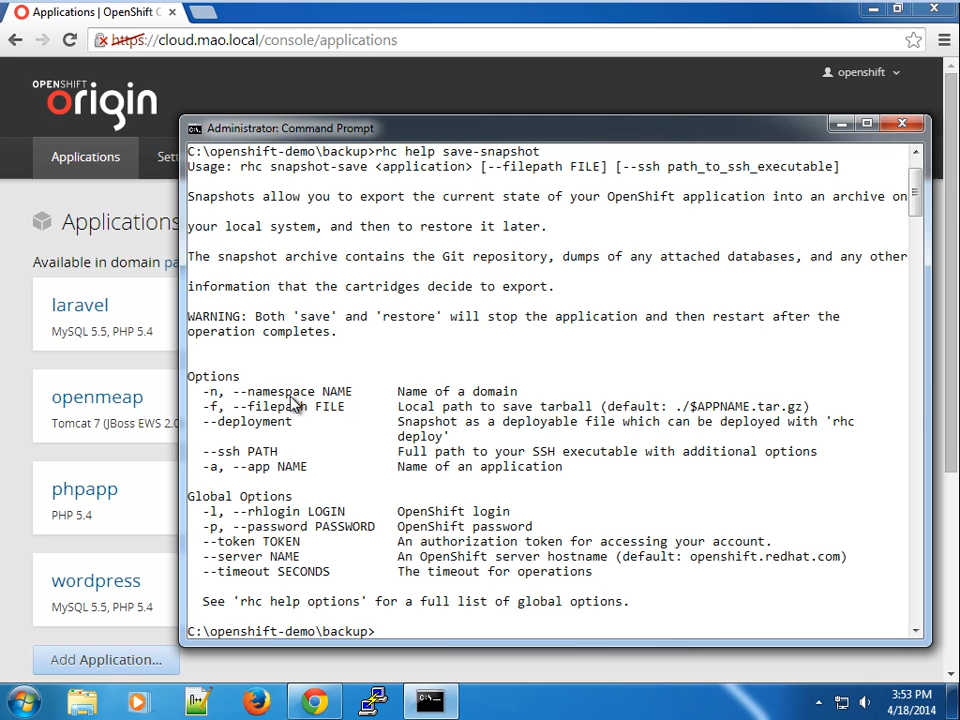 Applications | OpenShift C
https://cloud.mao.local/console/applications
OPENSHIFT
origin
openshift
Applications
Set
Applications
Available in domain pa
laravel
MySQL 5.5, PHP 5.4
openmeap
Tomcat 7 (JBoss EWS 2.0
phpapp
PHP 5.4
wordpress
MySQL 5.5, PHP 5.4
Add Application...
Administrator: Command Prompt
C:\openshift-demo\backup>rhc help save-snapshot
Usage: rhc snapshot-save <application> [--filepath FILE] [--ssh path_to_ssh_executable]
Snapshots allow you to export the current state of your OpenShift application into an archive on
your local system, and then to restore it later.
The snapshot archive contains the Git repository, dumps of any attached databases, and any other
information that the cartridges decide to export.
WARNING: Both 'save' and 'restore' will stop the application and then restart after the
operation completes.
Options
-n, --namespace NAME Name of a domain
-f, --filepath FILE Local path to save tarball (default: ./$APPNAME.tar.gz)
--deployment Snapshot as a deployable file which can be deployed with 'rhc
deploy'
--ssh PATH Full path to your SSH executable with additional options
-a, --app NAME Name of an application
Global Options
-l, --rhlogin LOGIN OpenShift login
-p, --password PASSWORD OpenShift password
--token TOKEN An authorization token for accessing your account.
--server NAME An OpenShift server hostname (default: openshift.redhat.com)
--timeout SECONDS The timeout for operations
See 'rhc help options' for a full list of global options.
C:\openshift-demo\backup>
3:53 PM
4/18/2014